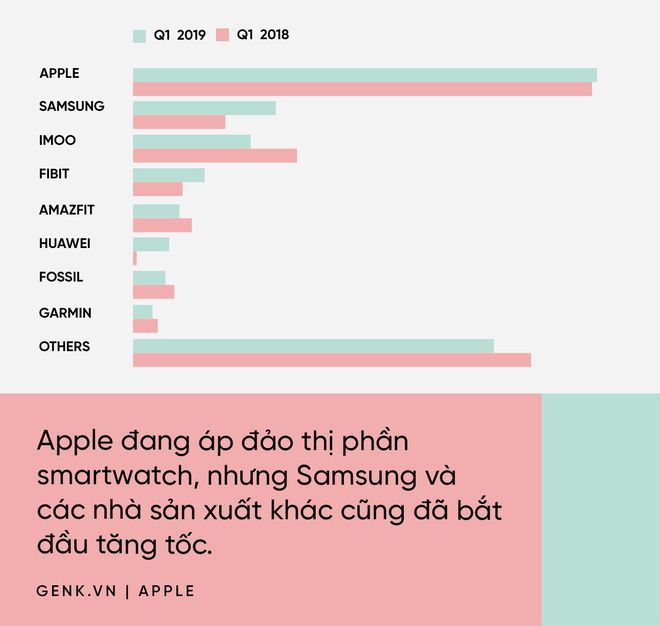 Q1 2019 Q1 2018
APPLE
SAMSUNG
IMOO
FIBIT
AMAZFIT
HUAWEI
FOSSIL
GARMIN
OTHERS
Apple đang áp đảo thị phần
smartwatch, nhưng Samsung và
các nhà sản xuất khác cũng đã bắt
đầu tăng tốc.
GENK.VN | APPLE